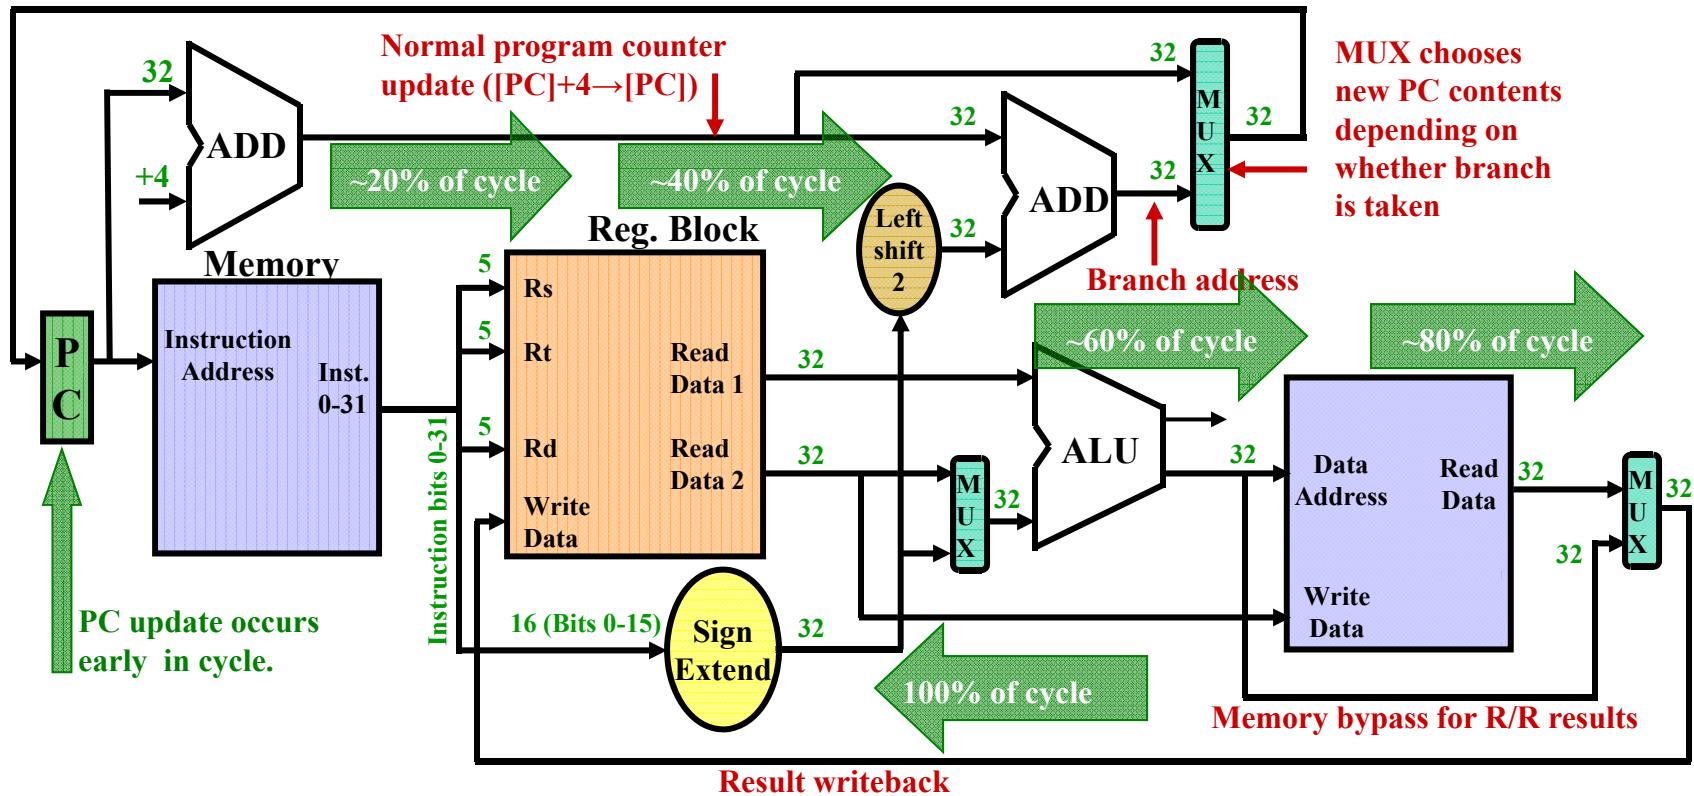 Normal program counter
update ([PC]+4→[PC])
MUX chooses
new PC contents
depending on
whether branch
is taken
32
+4
ADD
~20% of cycle
~40% of cycle
32
32
32
32
32
M
U
X
ADD
Left
shift
2
Branch address
Memory
Reg. Block
P
C
Instruction
Address
Inst.
0-31
5
5
5
Rs
Rt
Rd
Write
Data
Read
Data 1
Read
Data 2
32
32
Instruction bits 0-31
~60% of cycle
~80% of cycle
ALU
M
U
X
32
32
Data
Address
Read
Data
Write
Data
32
32
M
U
X
32
PC update occurs
early in cycle.
16 (Bits 0-15)
Sign
Extend
32
100% of cycle
Memory bypass for R/R results
Result writeback